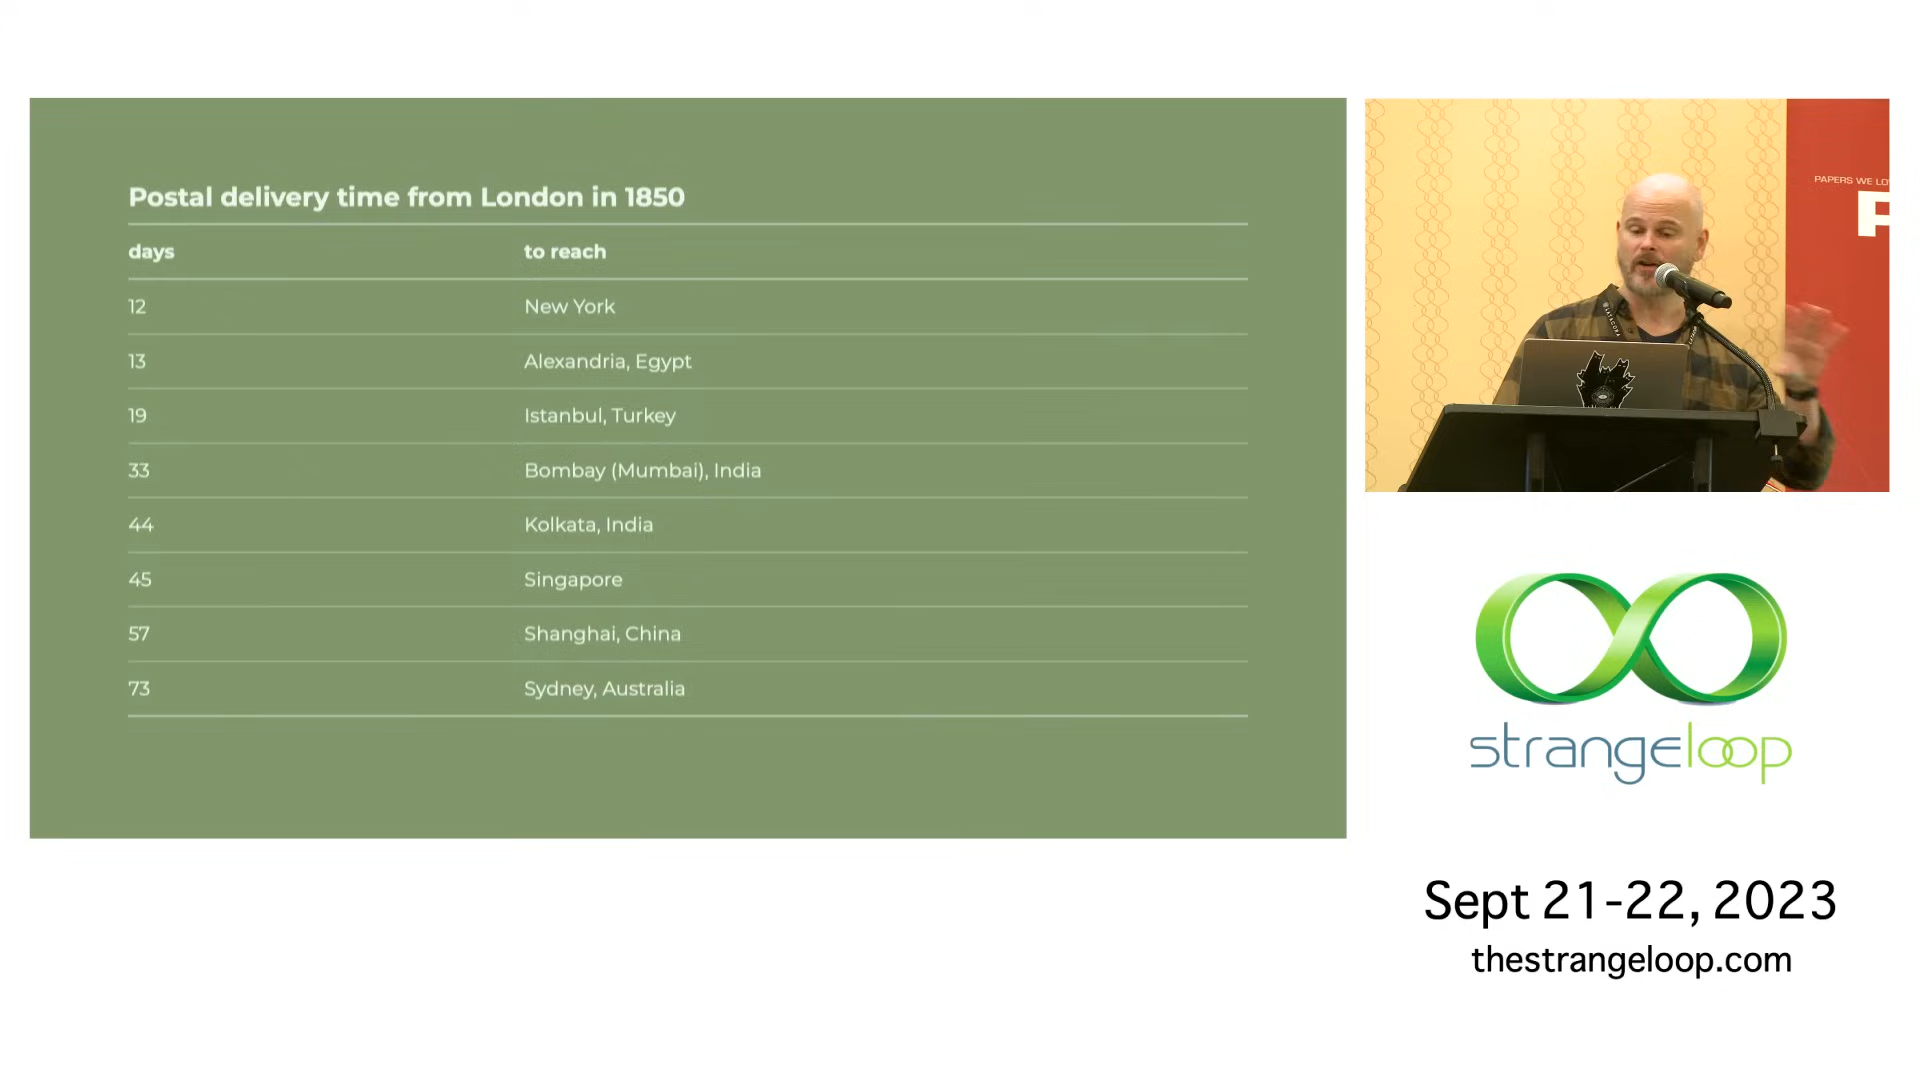 Postal delivery time from London in 1850
days to reach
12 New York
13 Alexandria, Egypt
19 Istanbul, Turkey
33 Bombay (Mumbai), India
44 Kolkata, India
45 Singapore
57 Shanghai, China
73 Sydney, Australia
PAPERS WE LO
P
LATACORA
strangeloop
Sept 21-22, 2023
thestrangeloop.com